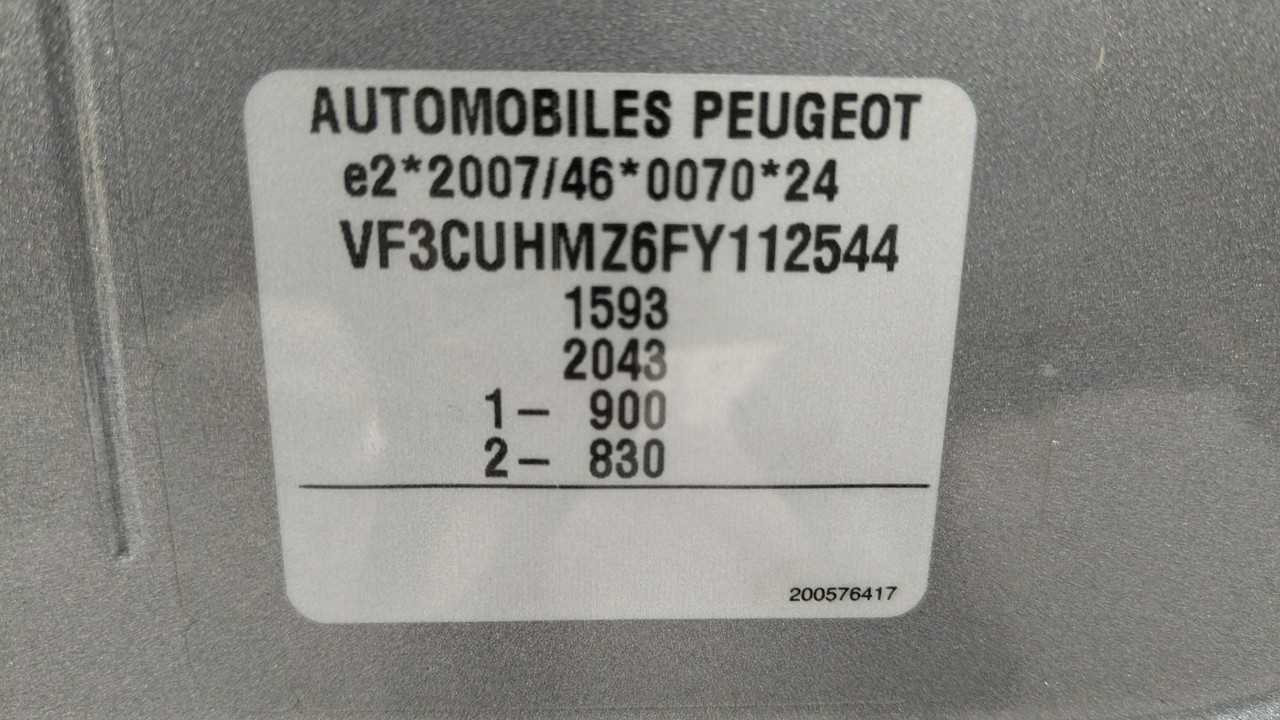 AUTOMOBILES PEUGEOT
e2*2007/46*0070*24
VF3CUHMZ6FY112544
1593
2043
1- 900
2- 830
200576417